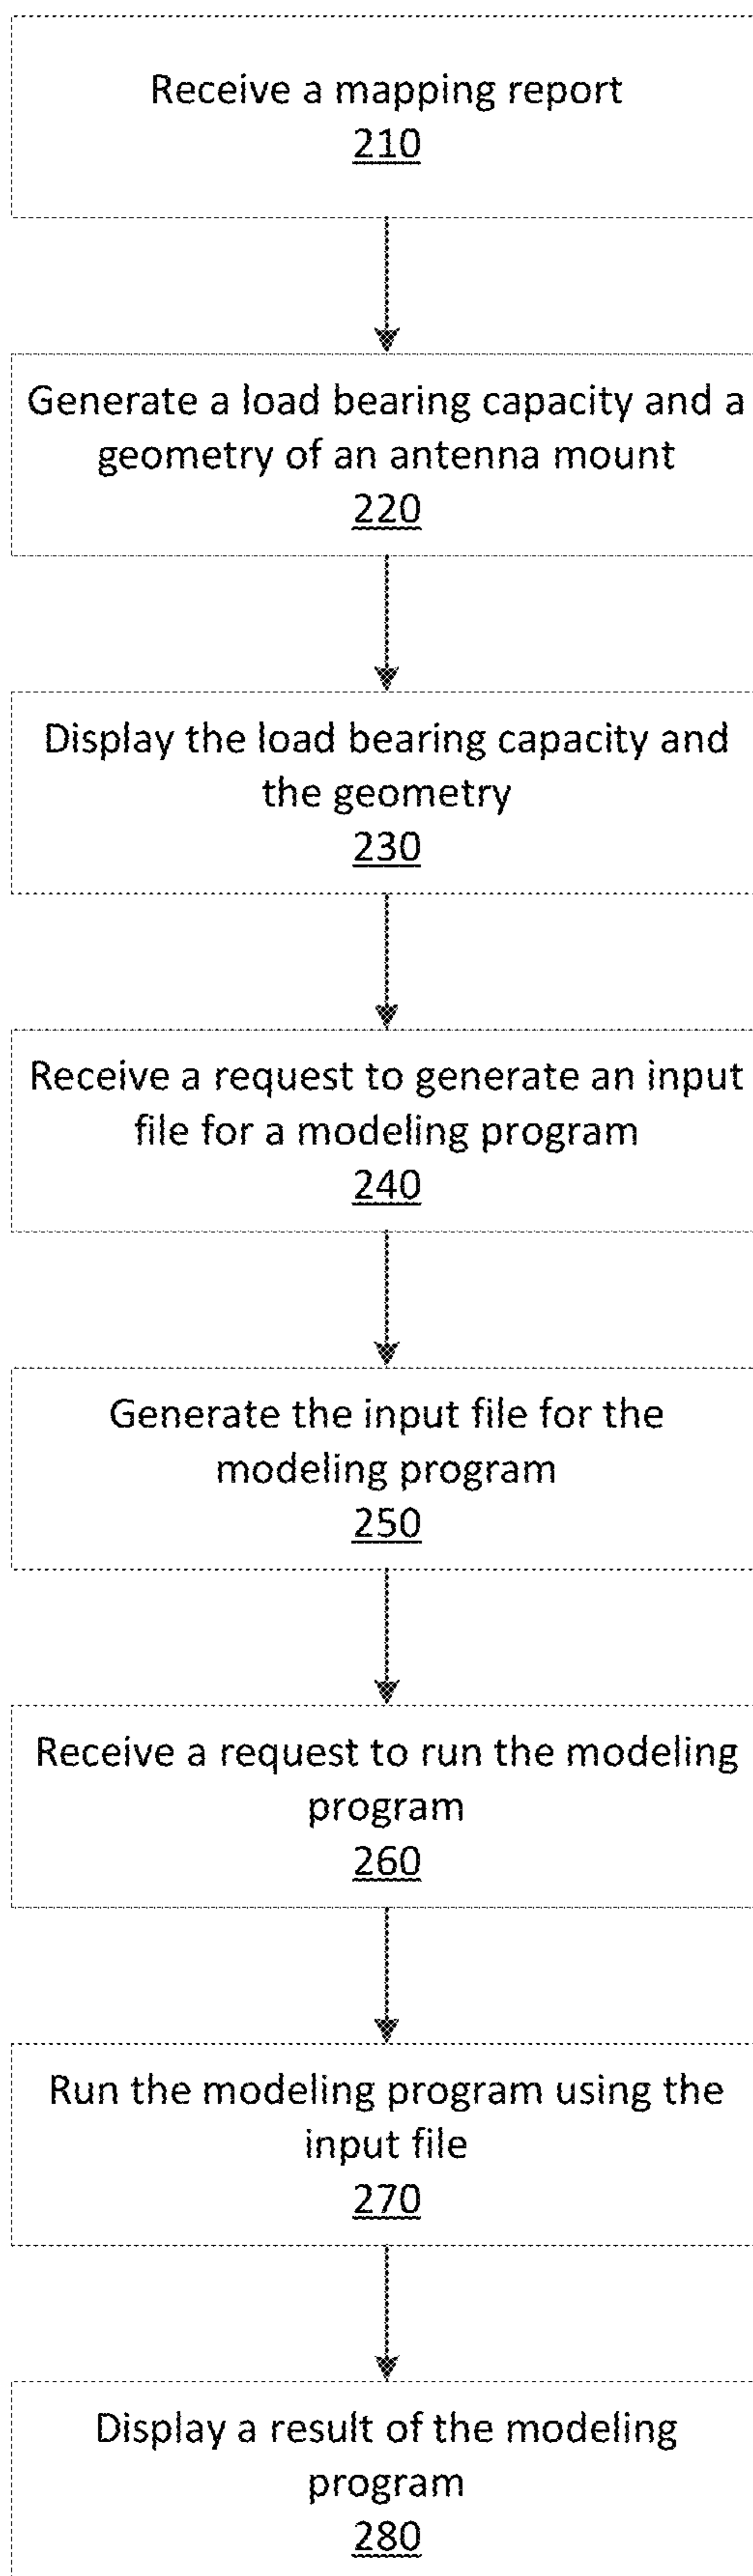 Receive a mapping report
210
Generate a load bearing capacity and a
geometry of an antenna mount
220
Display the load bearing capacity and
the geometry
230
Receive a request to generate an input
file for a modeling program
240
Generate the input file for the
modeling program
250
Receive a request to run the modeling
program
260
Run the modeling program using the
input file
270
Display a result of the modeling
program
280